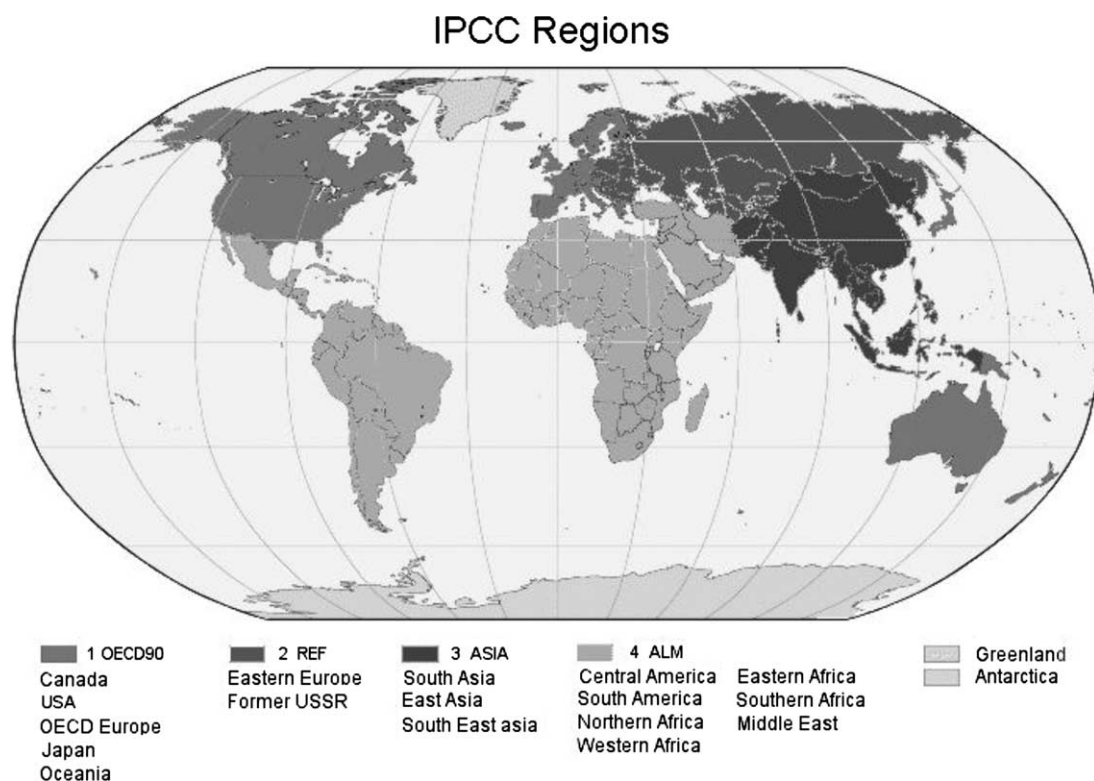 IPCC Regions
1 OECD90
Canada
USA
OECD Europe
Japan
Oceania
2 REF
Eastern Europe
Former USSR
3 ASIA
South Asia
East Asia
South East asia
4 ALM
Central America
South America
Northern Africa
Western Africa
Eastern Africa
Southern Africa
Middle East
Greenland
Antarctica